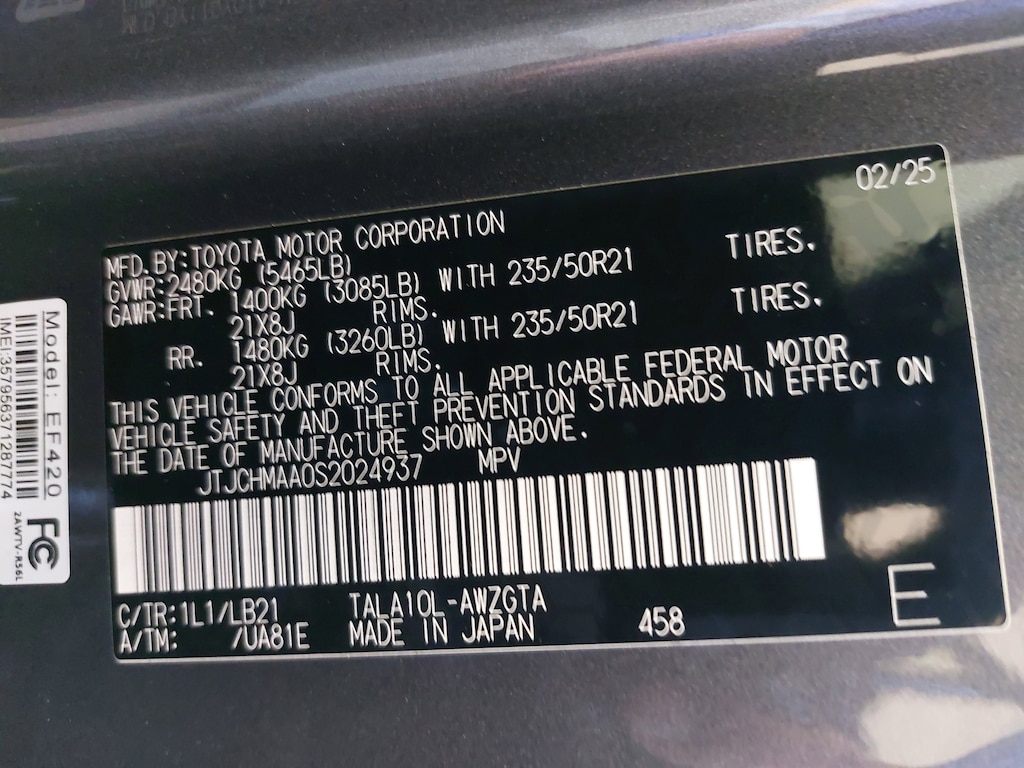 02/25
MFD. BY: TOYOTA MOTOR CORPORATION
GVWR: 2480KG (5465LB)
GAWR: FRT. 1400KG (3085LB) WITH 235/50R21 TIRES.
21X8J RIMS.
RR. 1480KG (3260LB) WITH 235/50R21 TIRES.
21X8J RIMS.
THIS VEHICLE CONFORMS TO ALL APPLICABLE FEDERAL MOTOR
VEHICLE SAFETY AND THEFT PREVENTION STANDARDS IN EFFECT ON
THE DATE OF MANUFACTURE SHOWN ABOVE.
JTJCHMAA0S2024937 MPV
C/TR: 1L1/LB21 TALA10L-AWZGTA
A/TM: /UA81E MADE IN JAPAN 458
E
Model: EF420
IMEI:357956371287774
FC
2AWTV-R56L